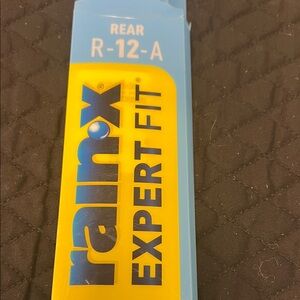 REAR
R-12-A
rain-x®
EXPERT FIT®